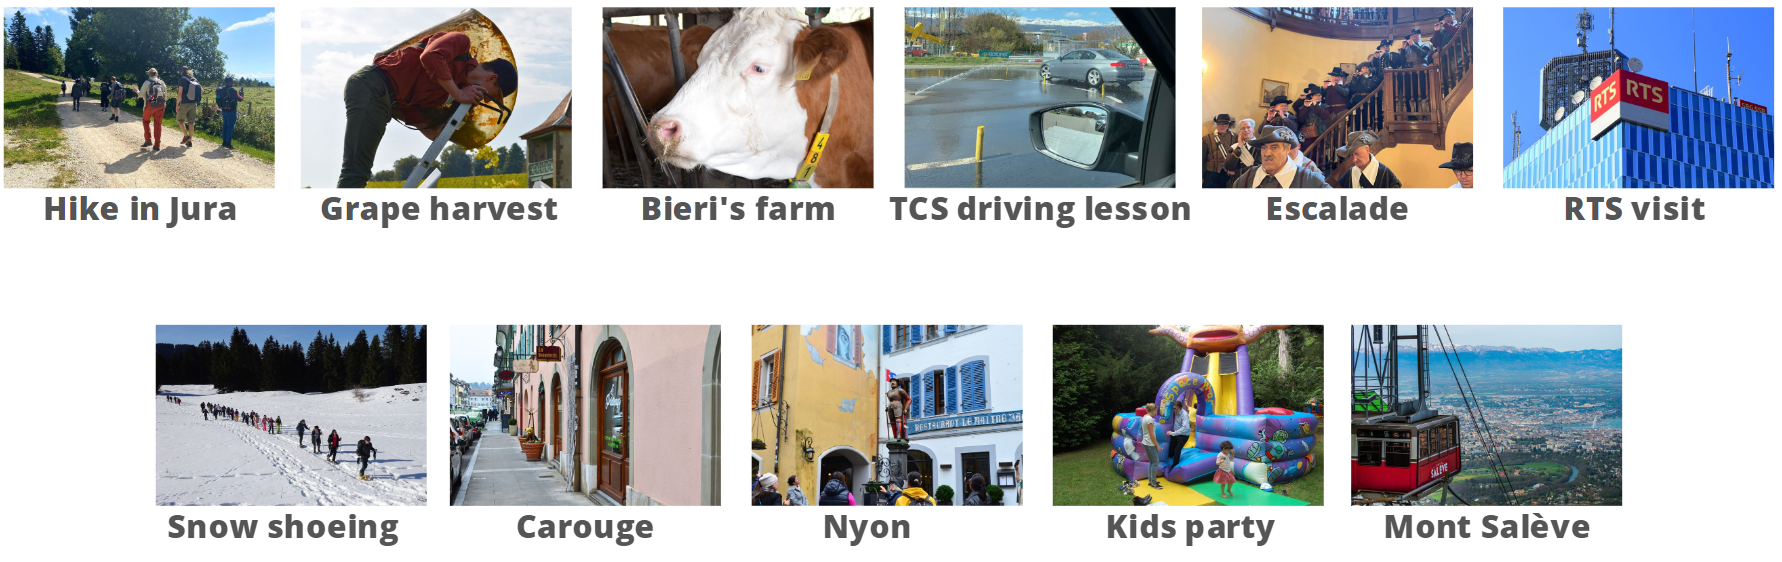 RTS RTS
Hike in Jura
Grape harvest
Bieri's farm
TCS driving lesson
Escalade
RTS visit
SALÈVE
Snow shoeing
Carouge
Nyon
Kids party
Mont Salève